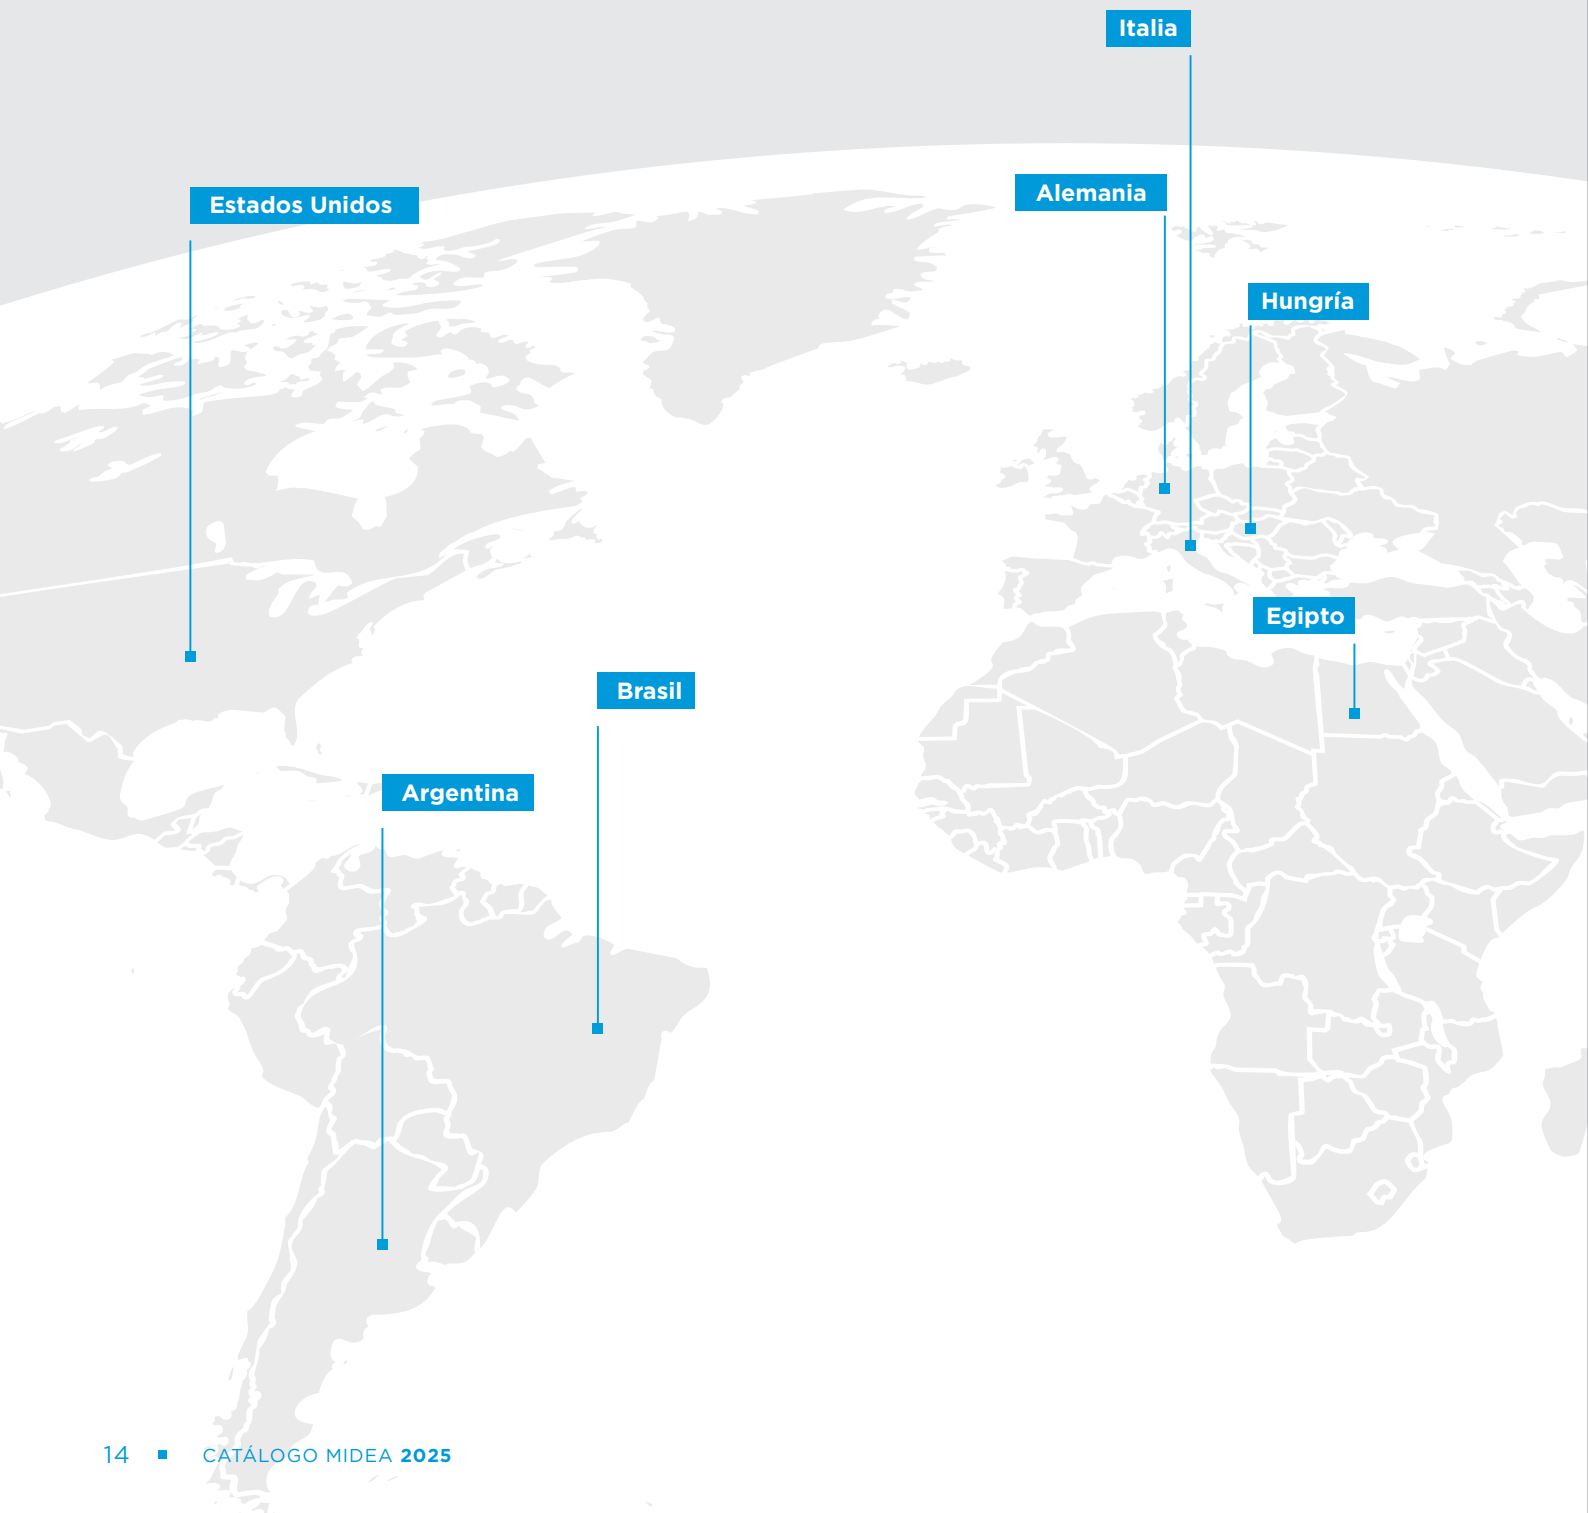 Italia
Alemania
Estados Unidos
Hungría
Egipto
Brasil
Argentina
14 CATÁLOGO MIDEA 2025